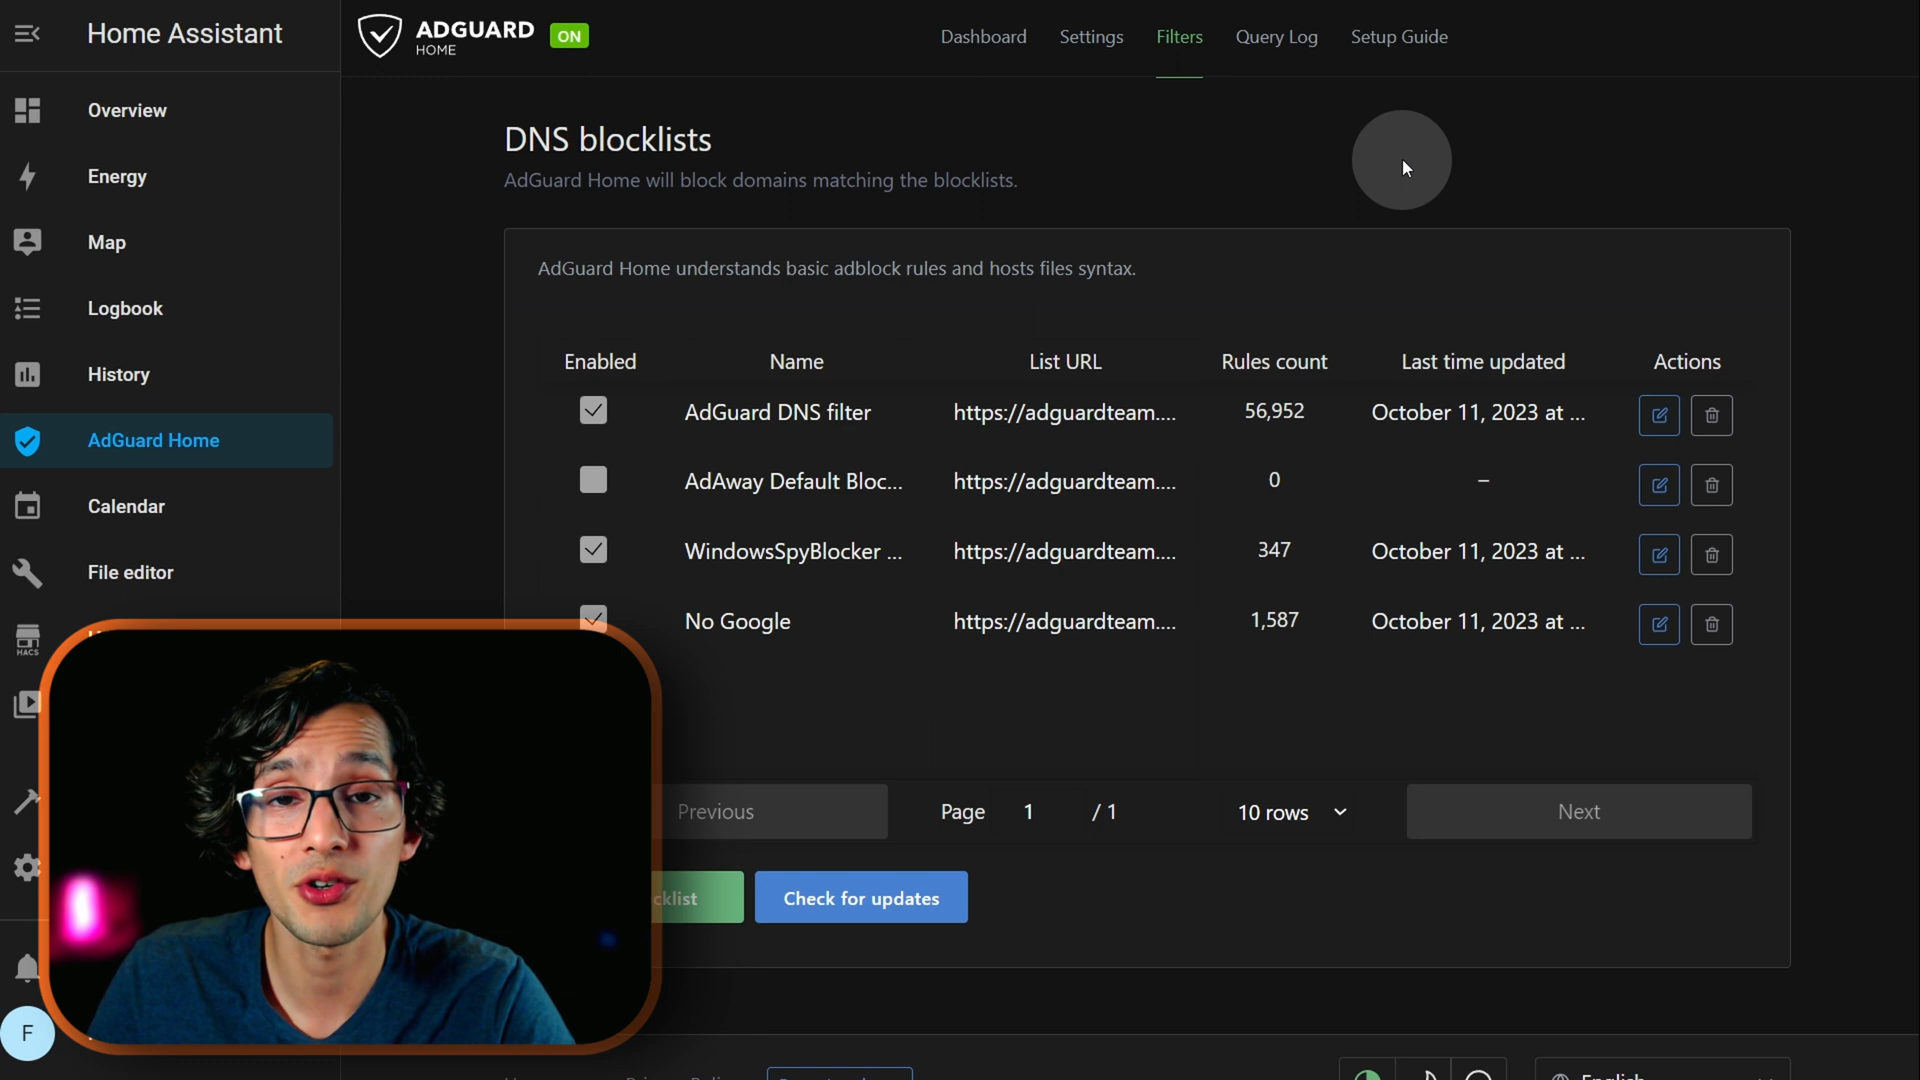 Home Assistant
ADGUARD
HOME
ON
Dashboard
Settings
Filters
Query Log
Setup Guide
Overview
Energy
Map
Logbook
History
AdGuard Home
Calendar
File editor
HACS
F
DNS blocklists
AdGuard Home will block domains matching the blocklists.
AdGuard Home understands basic adblock rules and hosts files syntax.
Enabled Name List URL Rules count Last time updated Actions
AdGuard DNS filter https://adguardteam.... 56,952 October 11, 2023 at ...
AdAway Default Bloc... https://adguardteam.... 0 –
WindowsSpyBlocker ... https://adguardteam.... 347 October 11, 2023 at ...
No Google https://adguardteam.... 1,587 October 11, 2023 at ...
Previous Page 1 / 1 10 rows Next
cklist Check for updates
English